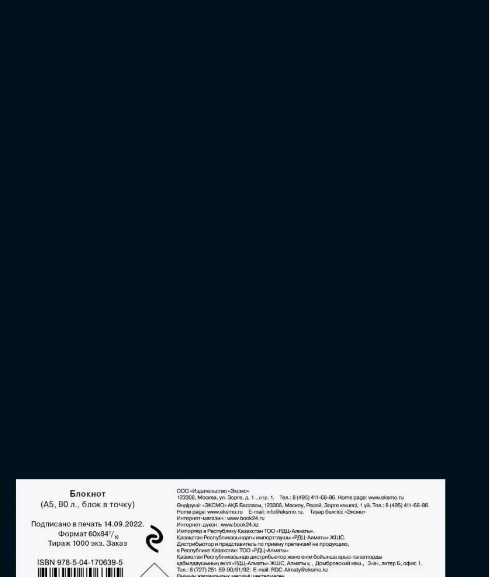 Блокнот
(А5, 80 л., блок в точку)
Подписано в печать 14.09.2022.
Формат 60x84¹/₁₆
Тираж 1000 экз. Заказ
ISBN 978-5-04-170639-5
ООО «Издательство «Эксмо»
123308, Москва, ул. Зорге, д. 1, стр. 1. Тел.: 8 (495) 411-68-86. Home page: www.eksmo.ru
Өндіруші: «ЭКСМО» АҚБ Баспасы, 123308, Мәскеу, Ресей, Зорге көшесі, 1 үй. Тел.: 8 (495) 411-68-86.
Home page: www.eksmo.ru E-mail: info@eksmo.ru. Тауар белгісі: «Эксмо»
Интернет-магазин : www.book24.ru
Интернет-дүкен : www.book24.kz
Импортёр в Республику Казахстан ТОО «РДЦ-Алматы».
Қазақстан Республикасындағы импорттаушы «РДЦ-Алматы» ЖШС.
Дистрибьютор и представитель по приему претензий на продукцию,
в Республике Казахстан: ТОО «РДЦ-Алматы»
Қазақстан Республикасында дистрибьютор және өнім бойынша арыз-талаптарды
қабылдаушының өкілі «РДЦ-Алматы» ЖШС, Алматы қ., Домбровский көш., 3«а», литер Б, офис 1.
Тел.: 8 (727) 251-59-90/91/92; E-mail: RDC-Almaty@eksmo.kz